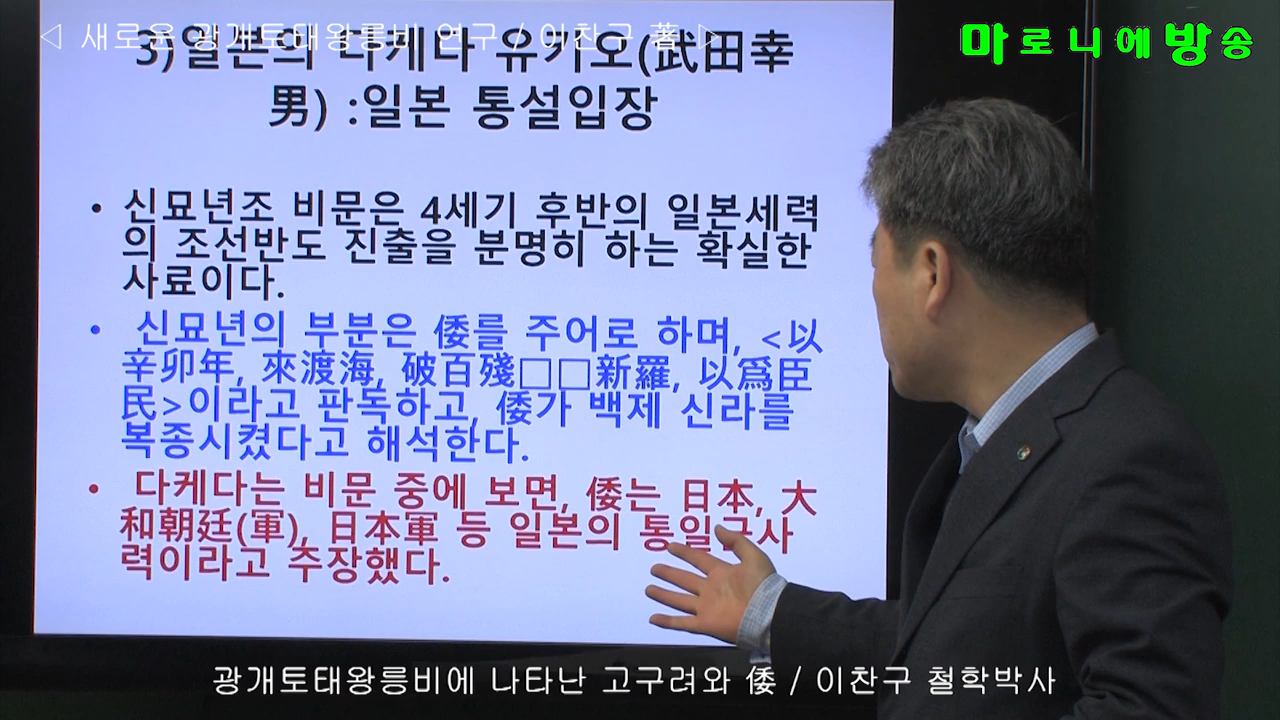 ◁ 새로운 광개토태왕릉비 연구 / 이찬구 著 ▷
마로니에방송
3)일본의 다케다 유키오(武田幸
男) :일본 통설입장
• 신묘년조 비문은 4세기 후반의 일본세력
의 조선반도 진출을 분명히 하는 확실한
사료이다.
• 신묘년의 부분은 倭를 주어로 하며, <以
辛卯年, 來渡海, 破百殘□□新羅, 以爲臣
民>이라고 판독하고, 倭가 백제 신라를
복종시켰다고 해석한다.
• 다케다는 비문 중에 보면, 倭는 日本, 大
和朝廷(軍), 日本軍 등 일본의 통일군사
력이라고 주장했다.
광개토태왕릉비에 나타난 고구려와 倭 / 이찬구 철학박사